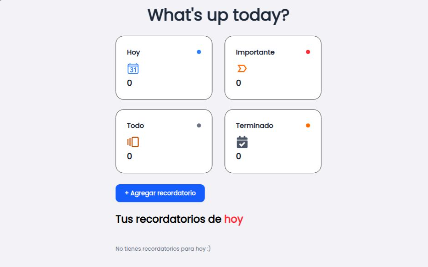 What's up today?
Hoy
Importante
31
0
0
Todo
Terminado
0
0
+ Agregar recordatorio
Tus recordatorios de hoy
No tienes recordatorios para hoy :)